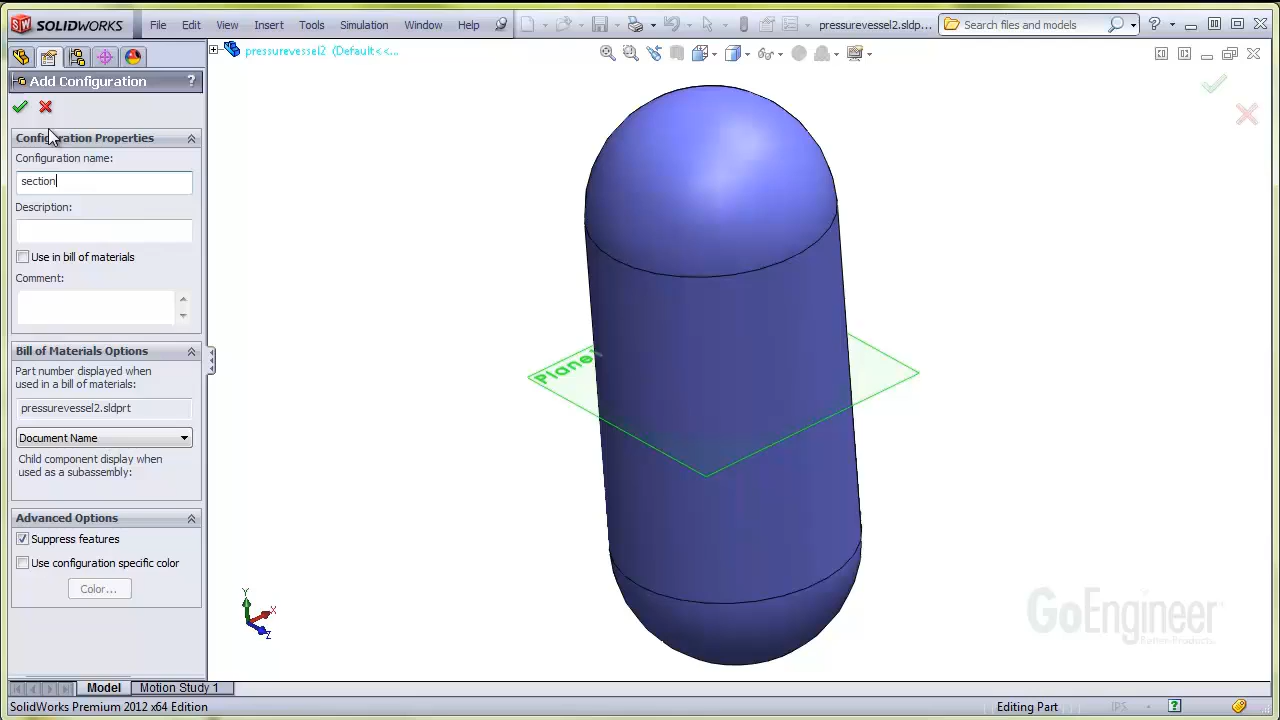 SOLIDWORKS File Edit View Insert Tools Simulation Window Help pressurevessel2.sldp... Search files and models ?
pressurevessel2 (Default<<...
Add Configuration ?
Configuration Properties
Configuration name:
section
Description:
Use in bill of materials
Comment:
Bill of Materials Options
Part number displayed when
used in a bill of materials:
pressurevessel2.sldprt
Document Name
Child component display when
used as a subassembly:
Advanced Options
Suppress features
Use configuration specific color
Color...
Y
X
Z
GoEngineer
Model Motion Study 1
SolidWorks Premium 2012 x64 Edition Editing Part IPS ?